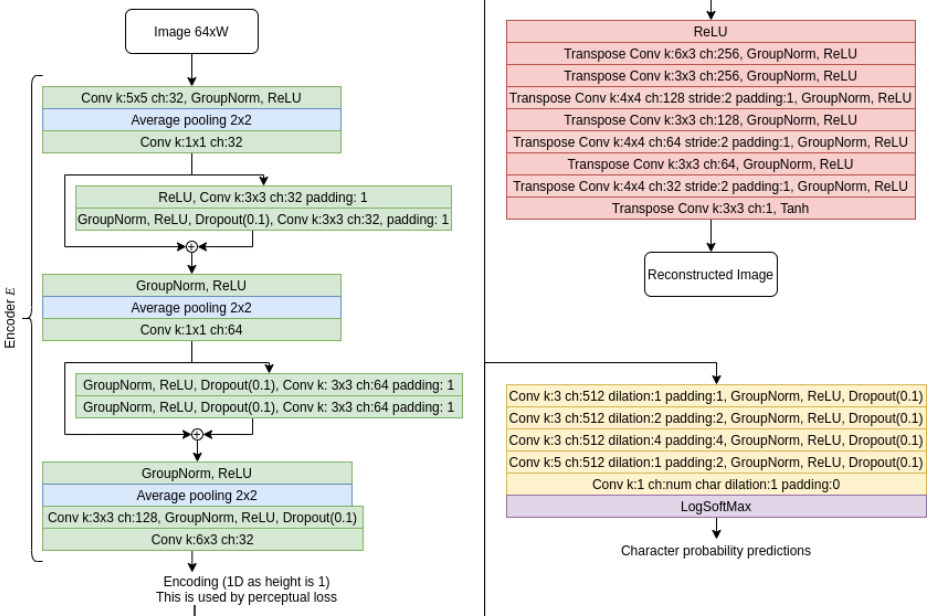 Image 64xW
Encoder E
Conv k:5x5 ch:32, GroupNorm, ReLU
Average pooling 2x2
Conv k:1x1 ch:32
ReLU, Conv k:3x3 ch:32 padding: 1
GroupNorm, ReLU, Dropout(0.1), Conv k:3x3 ch:32, padding: 1
+
GroupNorm, ReLU
Average pooling 2x2
Conv k:1x1 ch:64
GroupNorm, ReLU, Dropout(0.1), Conv k: 3x3 ch:64 padding: 1
GroupNorm, ReLU, Dropout(0.1), Conv k: 3x3 ch:64 padding: 1
+
GroupNorm, ReLU
Average pooling 2x2
Conv k:3x3 ch:128, GroupNorm, ReLU, Dropout(0.1)
Conv k:6x3 ch:32
Encoding (1D as height is 1)
This is used by perceptual loss
ReLU
Transpose Conv k:6x3 ch:256, GroupNorm, ReLU
Transpose Conv k:3x3 ch:256, GroupNorm, ReLU
Transpose Conv k:4x4 ch:128 stride:2 padding:1, GroupNorm, ReLU
Transpose Conv k:3x3 ch:128, GroupNorm, ReLU
Transpose Conv k:4x4 ch:64 stride:2 padding:1, GroupNorm, ReLU
Transpose Conv k:3x3 ch:64, GroupNorm, ReLU
Transpose Conv k:4x4 ch:32 stride:2 padding:1, GroupNorm, ReLU
Transpose Conv k:3x3 ch:1, Tanh
Reconstructed Image
Conv k:3 ch:512 dilation:1 padding:1, GroupNorm, ReLU, Dropout(0.1)
Conv k:3 ch:512 dilation:2 padding:2, GroupNorm, ReLU, Dropout(0.1)
Conv k:3 ch:512 dilation:4 padding:4, GroupNorm, ReLU, Dropout(0.1)
Conv k:5 ch:512 dilation:1 padding:2, GroupNorm, ReLU, Dropout(0.1)
Conv k:1 ch:num char dilation:1 padding:0
LogSoftMax
Character probability predictions